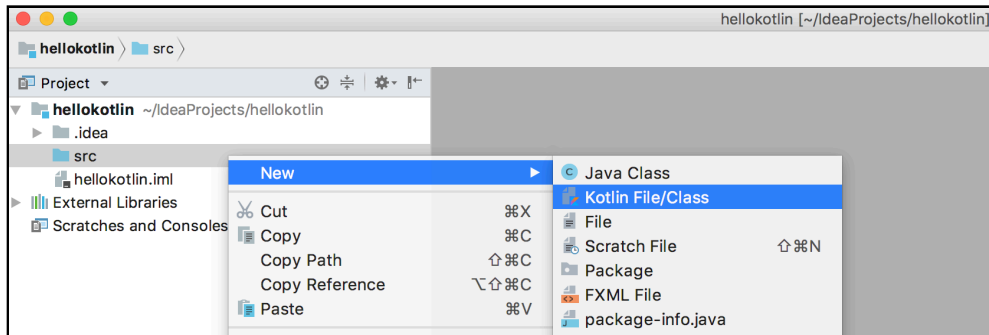 hellokotlin [~/IdeaProjects/hellokotlin]
hellokotlin src
Project
hellokotlin ~/IdeaProjects/hellokotlin
.idea
src
hellokotlin.iml
External Libraries
Scratches and Consoles
New
Cut ⌘X
Copy ⌘C
Copy Path ⇧⌘C
Copy Reference ⌥⇧⌘C
Paste ⌘V
Java Class
Kotlin File/Class
File
Scratch File ⇧⌘N
Package
FXML File
package-info.java